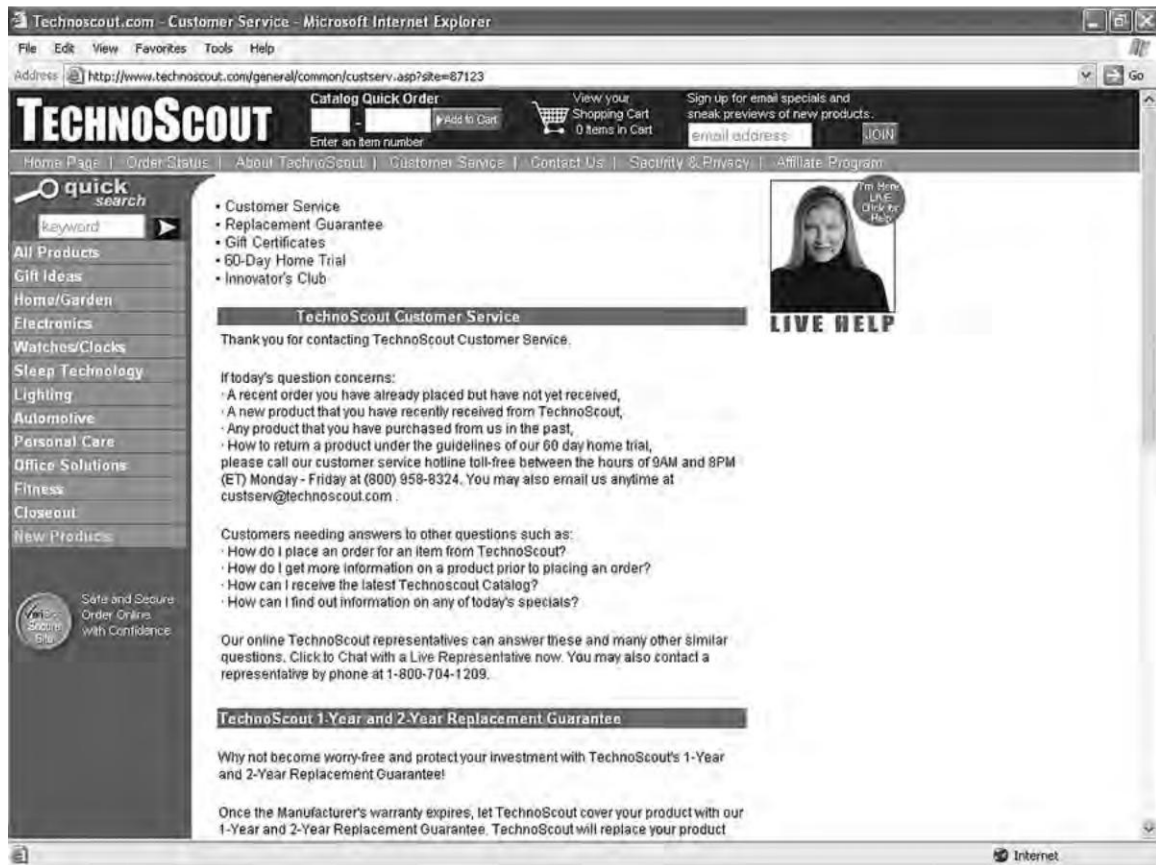 Technoscout.com - Customer Service - Microsoft Internet Explorer
File Edit View Favorites Tools Help
Address http://www.technoscout.com/general/common/custserv.asp?site=87123 Go
TECHNOSCOUT
Catalog Quick Order
- Add to Cart
Enter an item number
View your
Shopping Cart
0 Items in Cart
Sign up for email specials and
sneak previews of new products.
email address JOIN
Home Page | Order Status | About TechnoScout | Customer Service | Contact Us | Security & Privacy | Affiliate Program
quick
search
keyword
All Products
Gift Ideas
Home/Garden
Electronics
Watches/Clocks
Sleep Technology
Lighting
Automotive
Personal Care
Office Solutions
Fitness
Closeout
New Products
Secure
Site
Safe and Secure
Order Online
with Confidence
• Customer Service
• Replacement Guarantee
• Gift Certificates
• 60-Day Home Trial
• Innovator's Club
TechnoScout Customer Service
Thank you for contacting TechnoScout Customer Service.
If today's question concerns:
· A recent order you have already placed but have not yet received,
· A new product that you have recently received from TechnoScout,
· Any product that you have purchased from us in the past,
· How to return a product under the guidelines of our 60 day home trial,
please call our customer service hotline toll-free between the hours of 9AM and 8PM
(ET) Monday - Friday at (800) 958-8324. You may also email us anytime at
custserv@technoscout.com .
Customers needing answers to other questions such as:
· How do I place an order for an item from TechnoScout?
· How do I get more information on a product prior to placing an order?
· How can I receive the latest Technoscout Catalog?
· How can I find out information on any of today's specials?
Our online TechnoScout representatives can answer these and many other similar
questions. Click to Chat with a Live Representative now. You may also contact a
representative by phone at 1-800-704-1209.
TechnoScout 1-Year and 2-Year Replacement Guarantee
Why not become worry-free and protect your investment with TechnoScout's 1-Year
and 2-Year Replacement Guarantee!
Once the Manufacturer's warranty expires, let TechnoScout cover your product with our
1-Year and 2-Year Replacement Guarantee. TechnoScout will replace your product
I'm Here
LIVE
Click for
Help
LIVE HELP
Internet